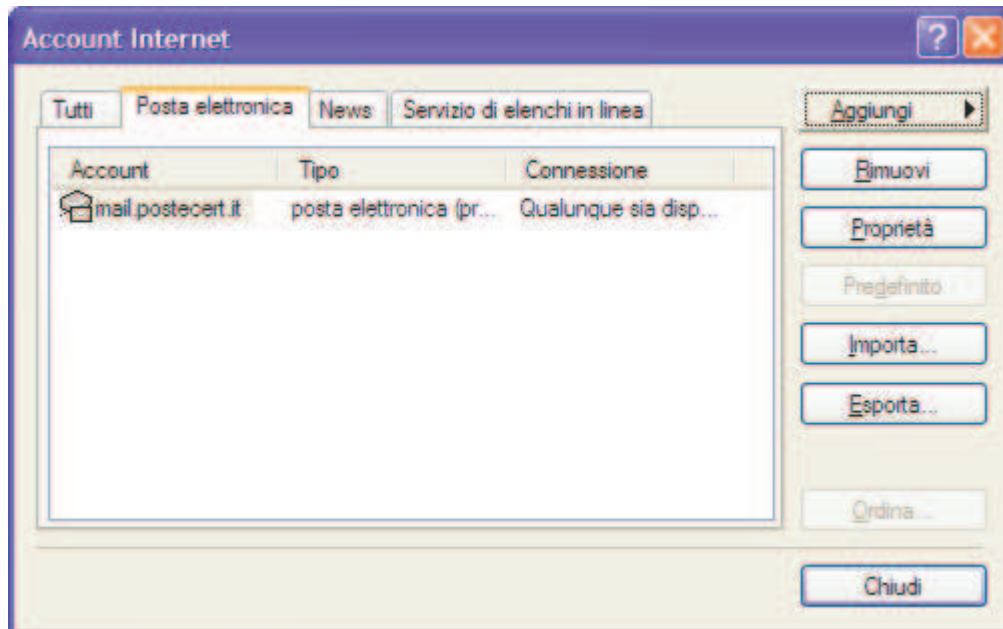 Account Internet
Tutti Posta elettronica News Servizio di elenchi in linea
Aggiungi
Account Tipo Connessione
Rimuovi
mail.postecert.it posta elettronica (pr... Qualunque sia disp...
Proprietà
Predefinito
Importa...
Esporta...
Ordina...
Chiudi